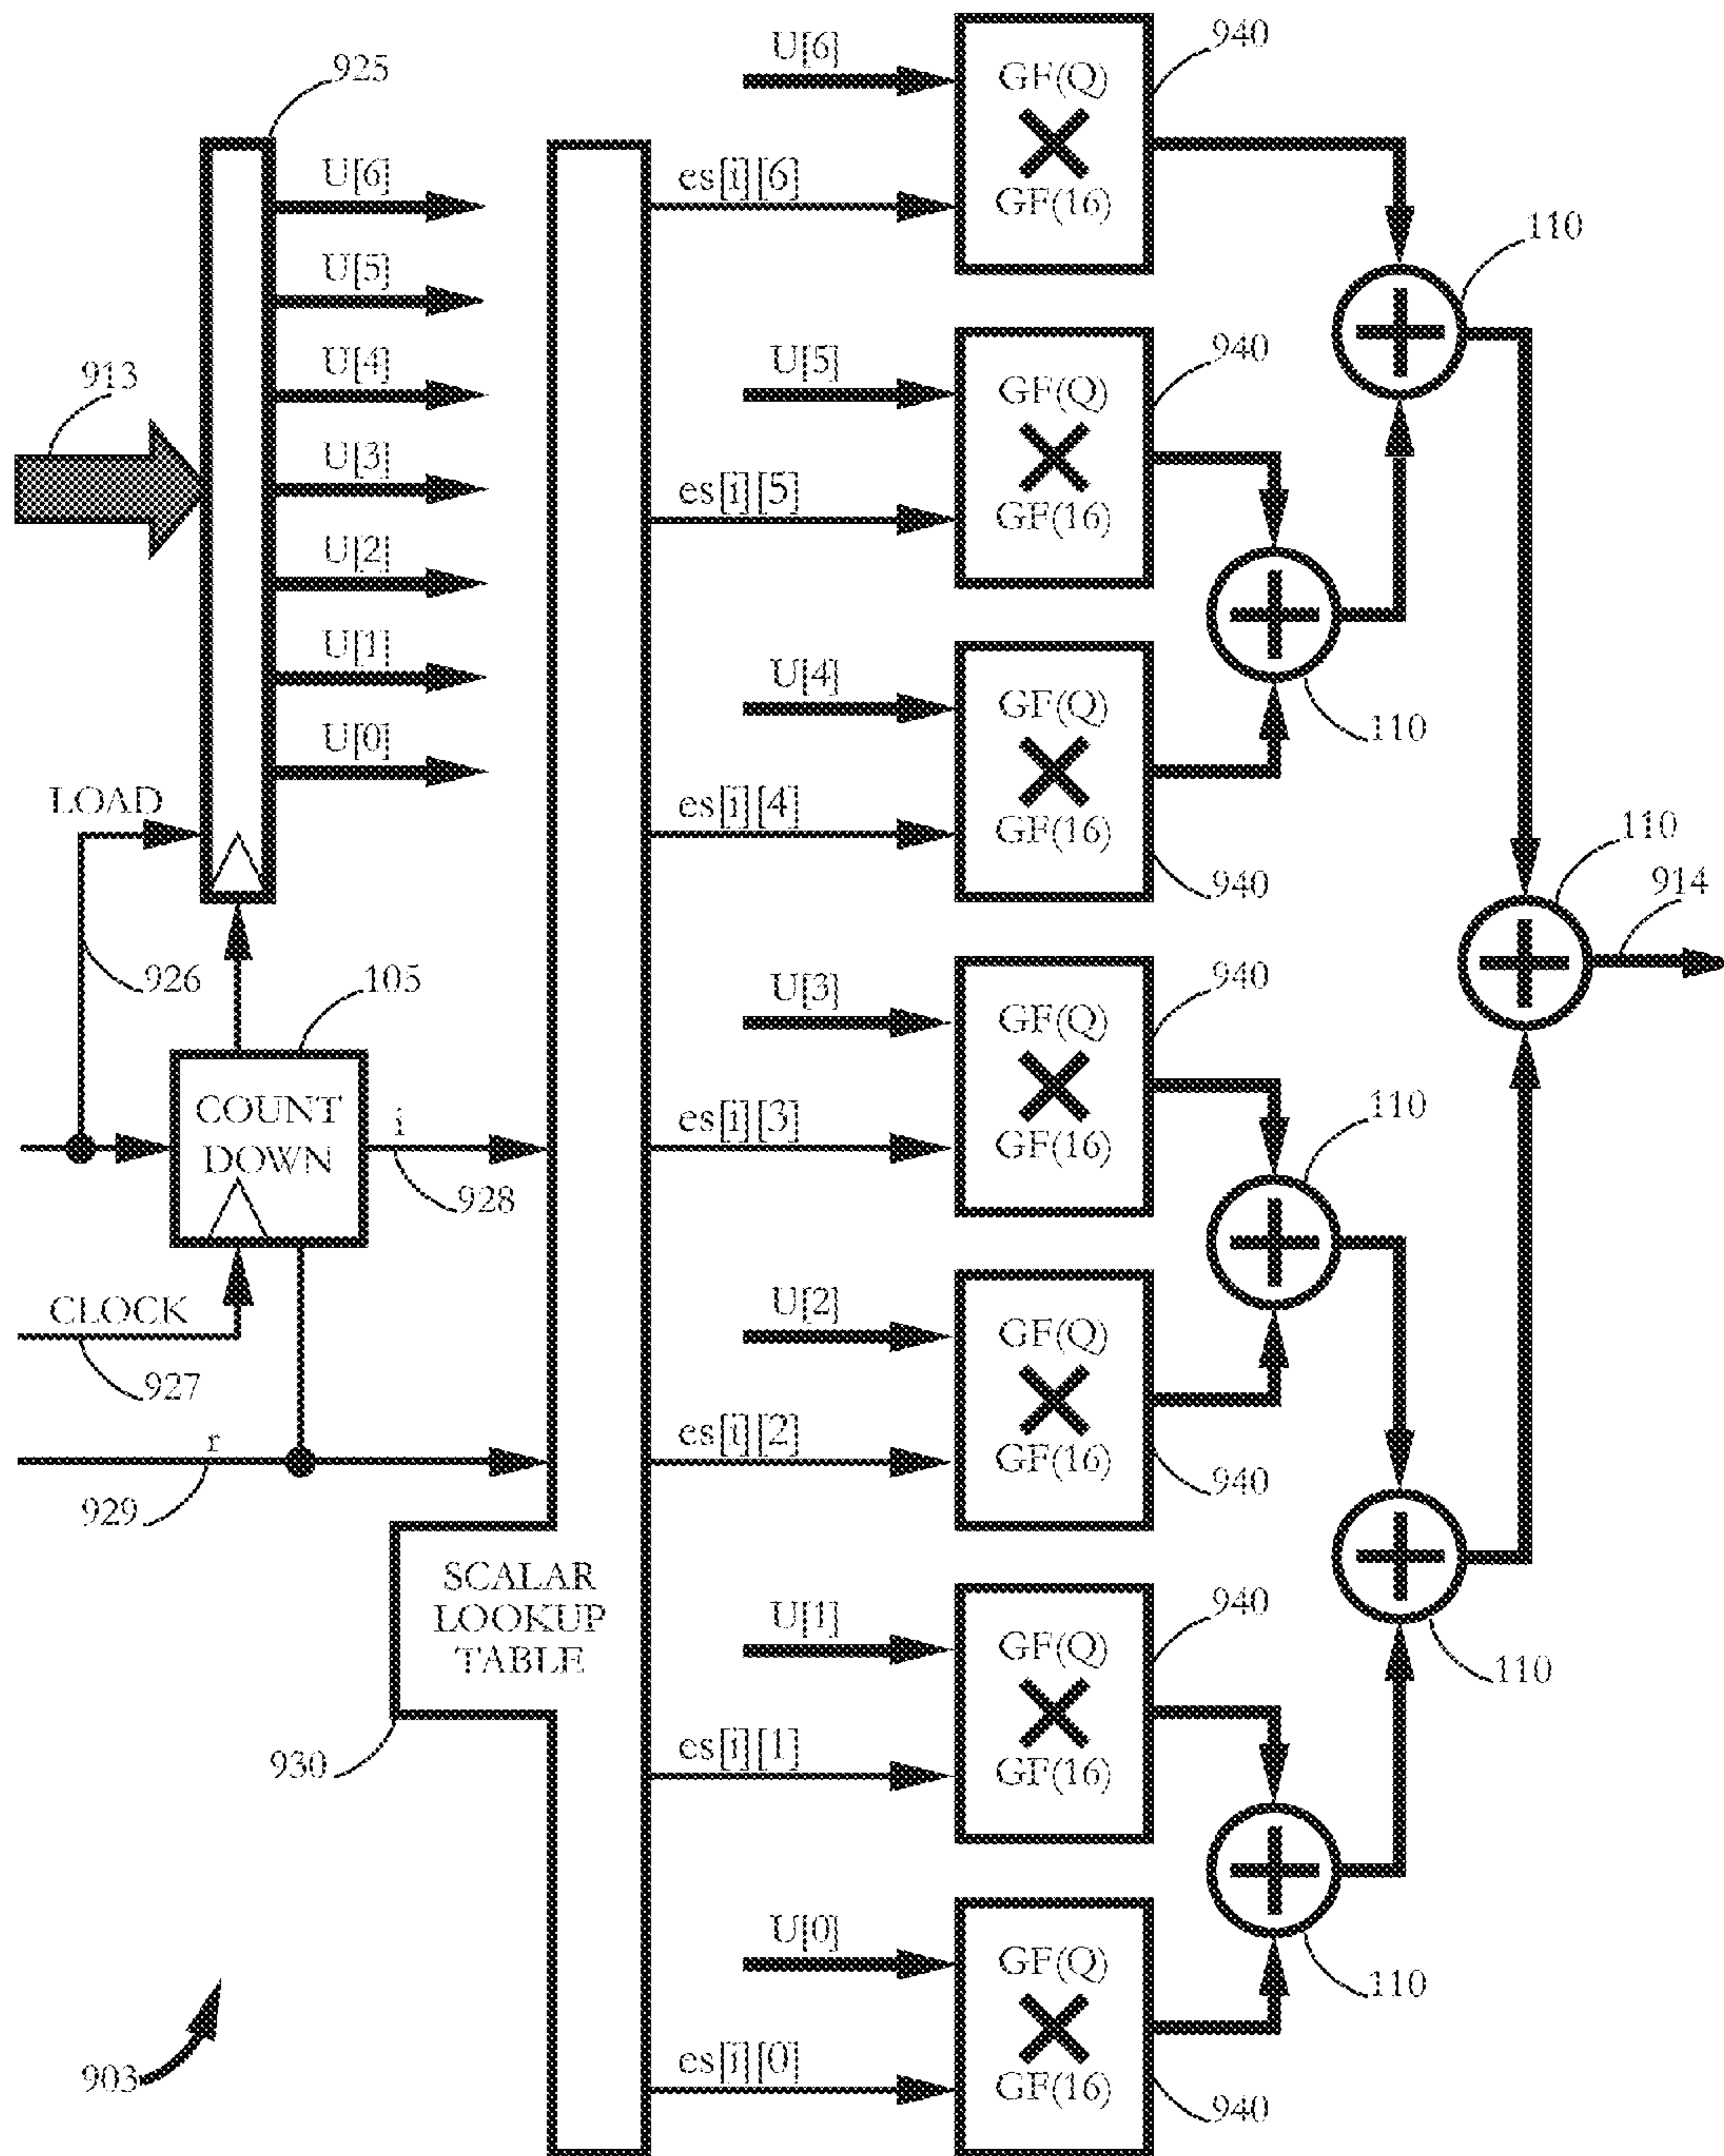 925
U[6]
U[5]
U[4]
U[3]
U[2]
U[1]
U[0]
913
LOAD
926
105
COUNT
DOWN
i
928
CLOCK
927
r
929
SCALAR
LOOKUP
TABLE
930
903
U[6]
es[i][6]
GF(Q)
GF(16)
940
U[5]
es[i][5]
GF(Q)
GF(16)
940
U[4]
es[i][4]
GF(Q)
GF(16)
940
U[3]
es[i][3]
GF(Q)
GF(16)
940
U[2]
es[i][2]
GF(Q)
GF(16)
940
U[1]
es[i][1]
GF(Q)
GF(16)
940
U[0]
es[i][0]
GF(Q)
GF(16)
940
110
110
110
914
110
110
110